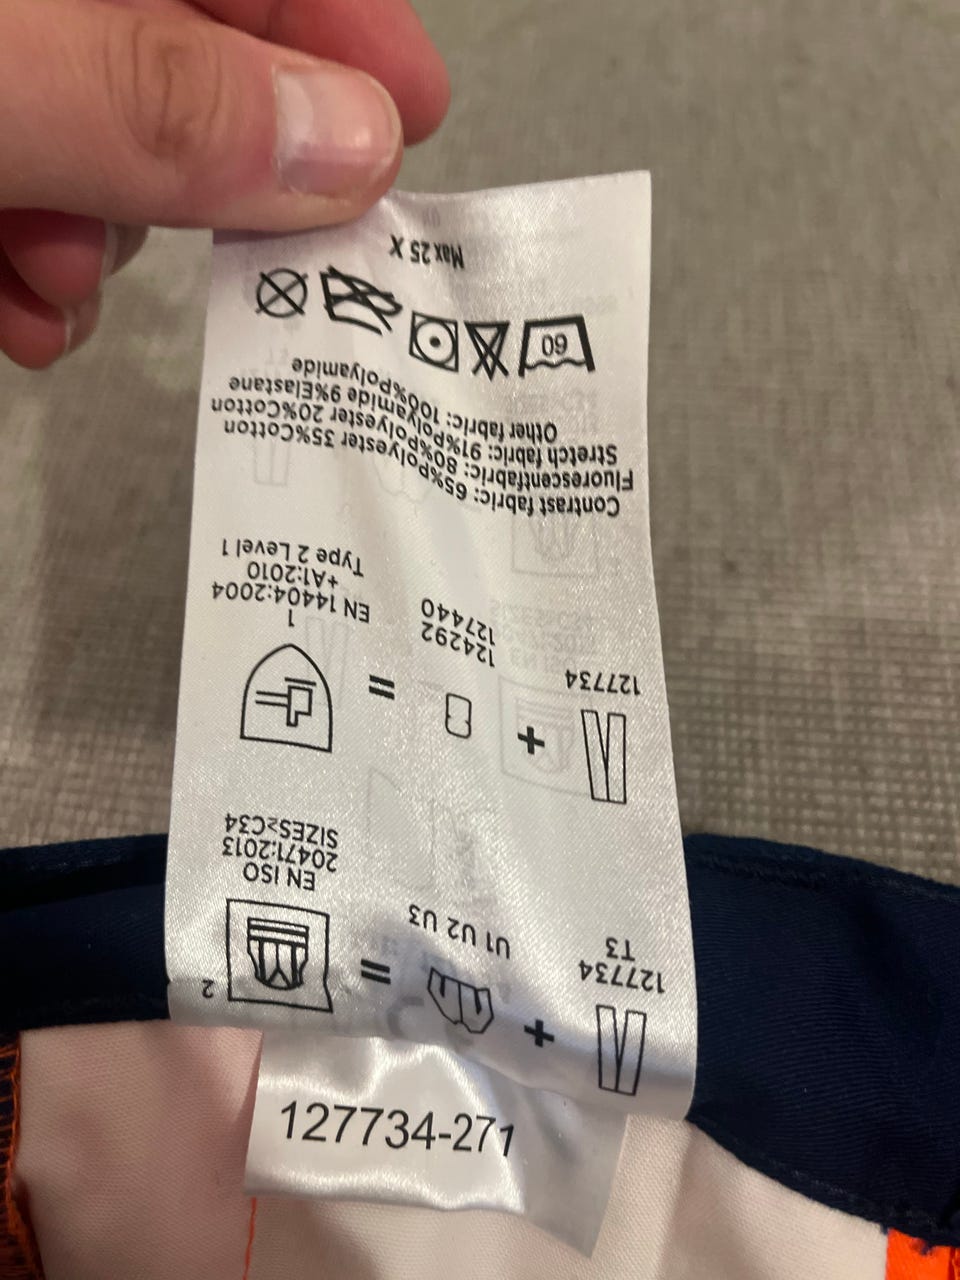 127734
T3
+
U1 U2 U3
=
EN ISO
20471:2013
SIZES≥C34
2
127734
+
124292
127440
=
1
EN 14404:2004
+A1:2010
Type 2 Level 1
Contrast fabric: 65%Polyester 35%Cotton
Fluorescentfabric: 80%Polyester 20%Cotton
Stretch fabric: 91%Polyamide 9%Elastane
Other fabric: 100%Polyamide
60
Max 25 X
127734-271